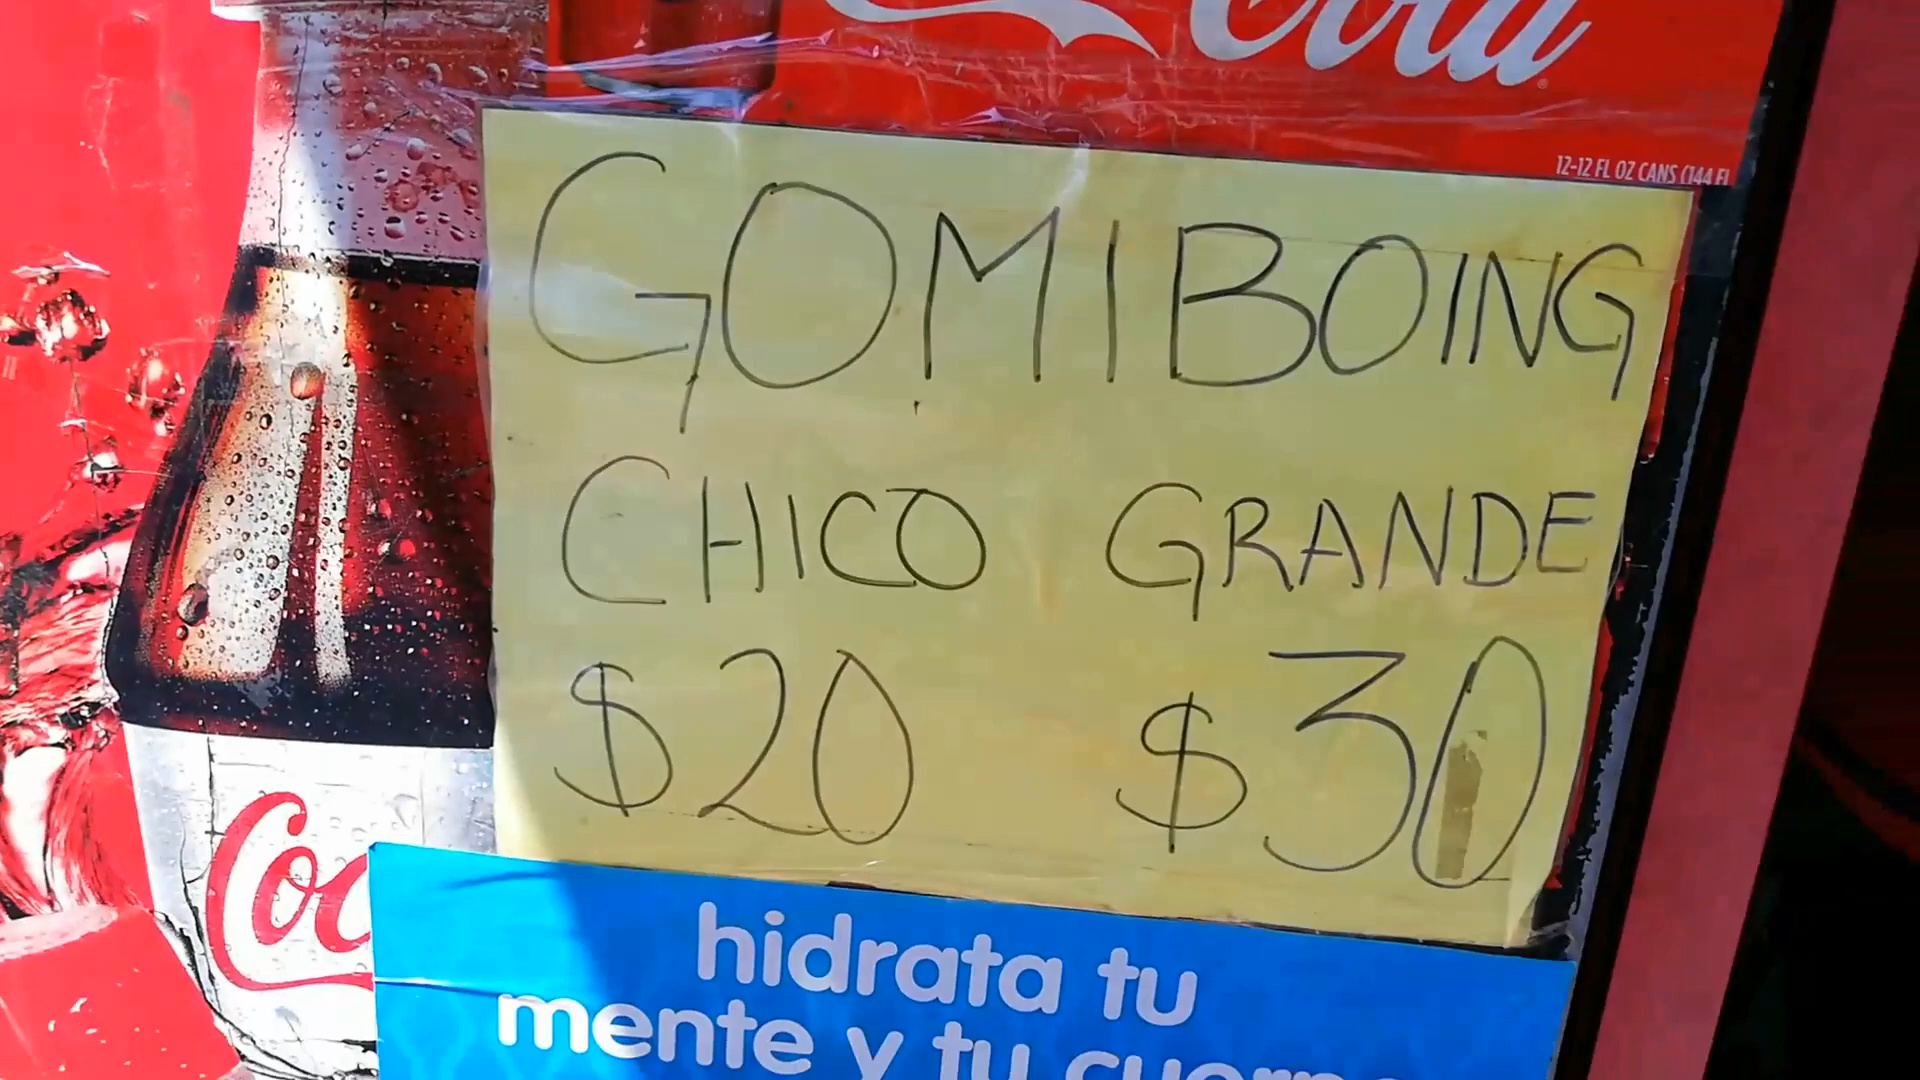 Cola
12-12 FL OZ CANS (144 FL
GOMIBOING
CHICO GRANDE
$20 $30
Coc
hidrata tu
mente y tu